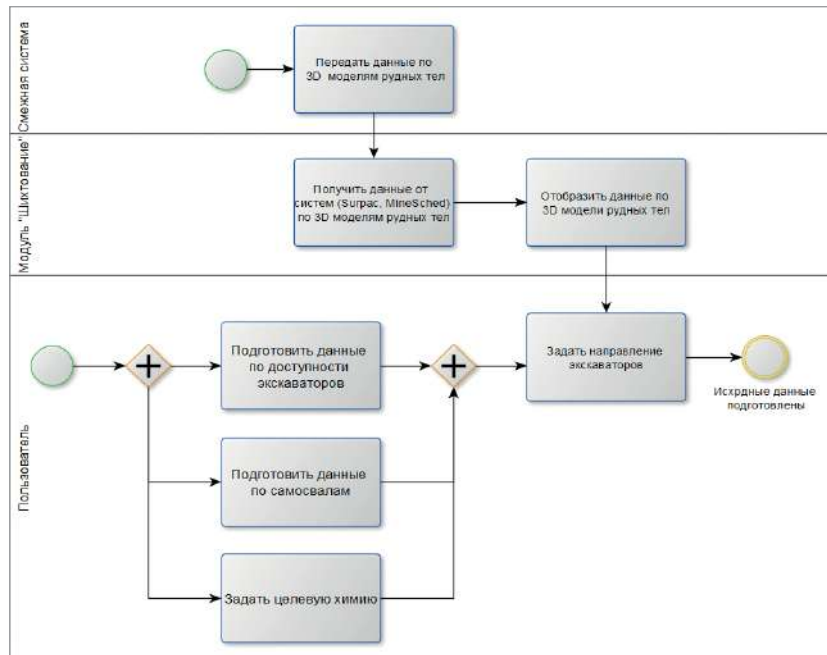 Смежная система
Передать данные по
3D моделям рудных тел
Модуль "Шихтование"
Получить данные от
систем (Surpac, MineSched)
по 3D моделям рудных тел
Отобразить данные по
3D модели рудных тел
Пользователь
Подготовить данные
по доступности
экскаваторов
Задать направление
экскаваторов
Исхрдные данные
подготовлены
Подготовить данные
по самосвалам
Задать целевую химию